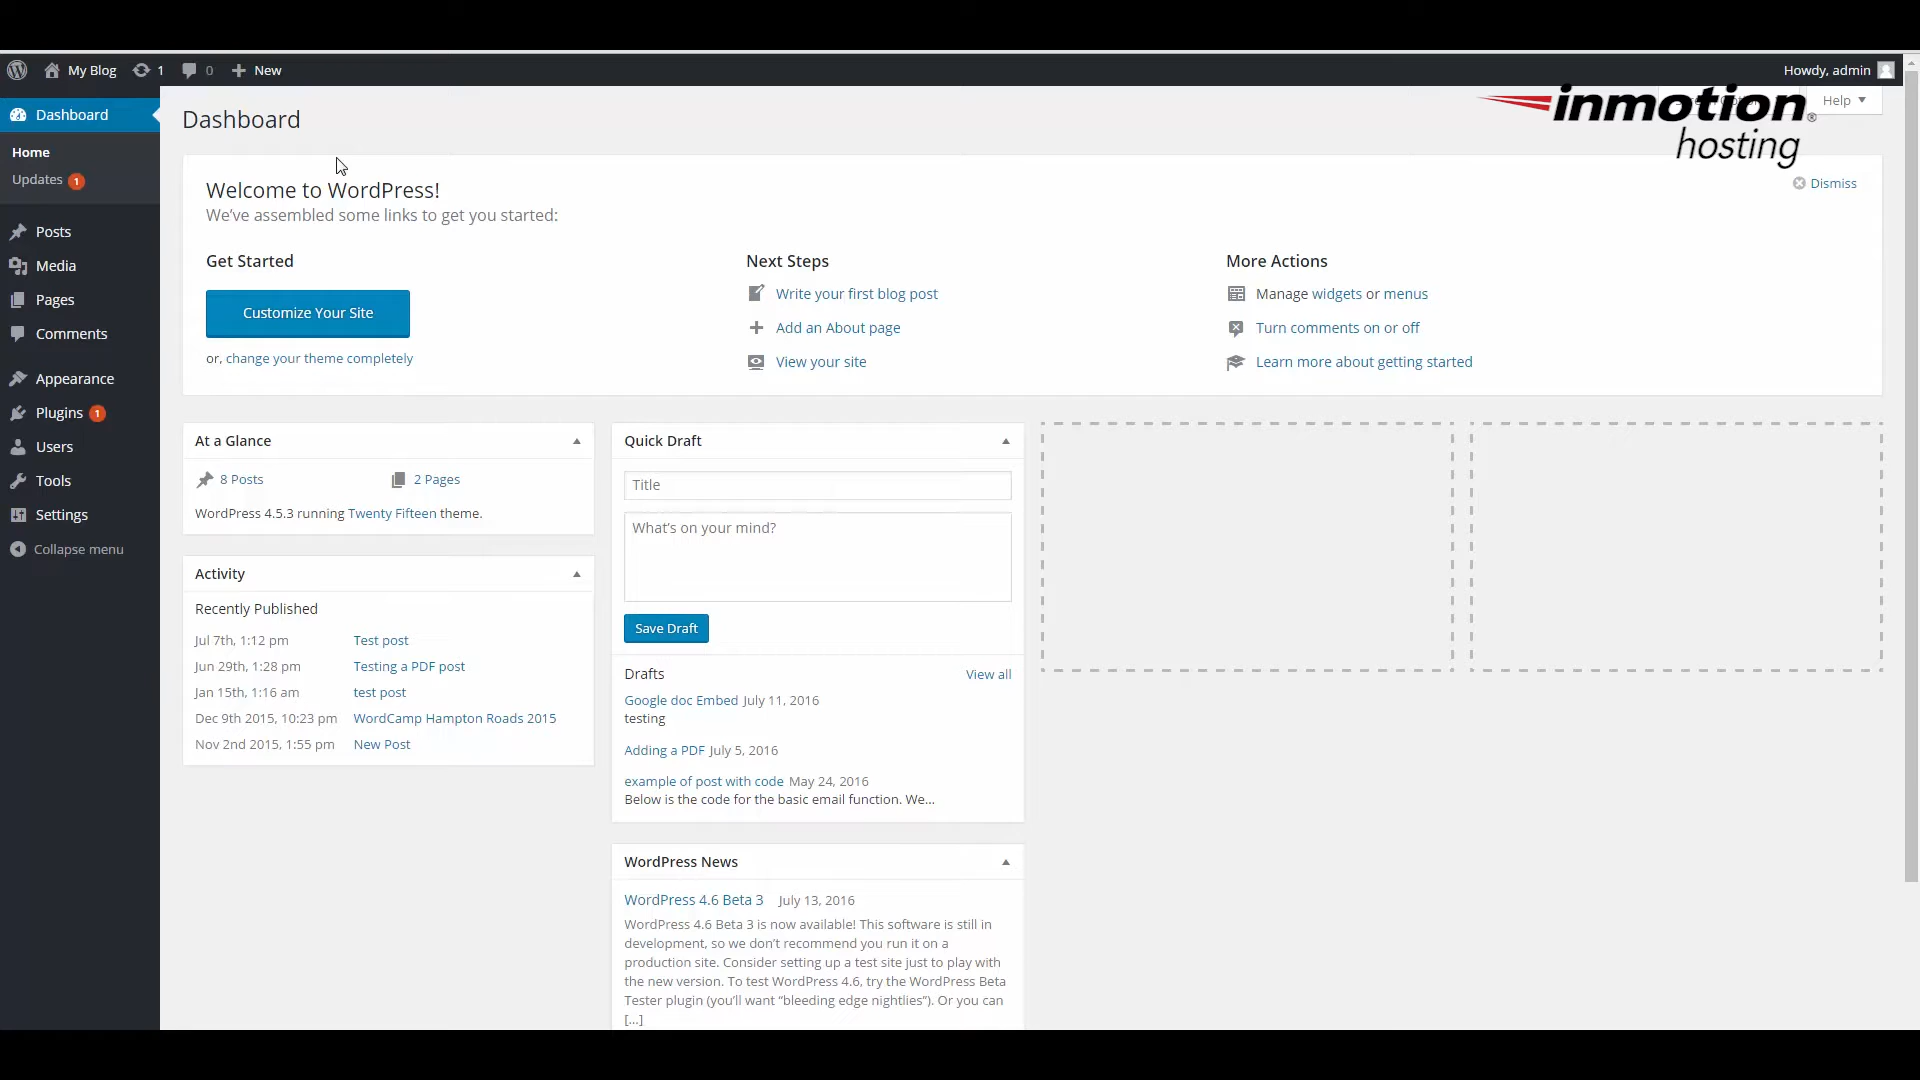 My Blog 1 0 New
Howdy, admin
inmotion®
hosting
Help
Dashboard
Home
Updates 1
Posts
Media
Pages
Comments
Appearance
Plugins 1
Users
Tools
Settings
Collapse menu
Dashboard
Welcome to WordPress!
We've assembled some links to get you started:
Dismiss
Get Started
Customize Your Site
or, change your theme completely
Next Steps
Write your first blog post
Add an About page
View your site
More Actions
Manage widgets or menus
Turn comments on or off
Learn more about getting started
At a Glance
8 Posts
2 Pages
WordPress 4.5.3 running Twenty Fifteen theme.
Activity
Recently Published
Jul 7th, 1:12 pm Test post
Jun 29th, 1:28 pm Testing a PDF post
Jan 15th, 1:16 am test post
Dec 9th 2015, 10:23 pm WordCamp Hampton Roads 2015
Nov 2nd 2015, 1:55 pm New Post
Quick Draft
Title
What's on your mind?
Save Draft
Drafts View all
Google doc Embed July 11, 2016
testing
Adding a PDF July 5, 2016
example of post with code May 24, 2016
Below is the code for the basic email function. We…
WordPress News
WordPress 4.6 Beta 3 July 13, 2016
WordPress 4.6 Beta 3 is now available! This software is still in
development, so we don't recommend you run it on a
production site. Consider setting up a test site just to play with
the new version. To test WordPress 4.6, try the WordPress Beta
Tester plugin (you'll want “bleeding edge nightlies”). Or you can
[…]